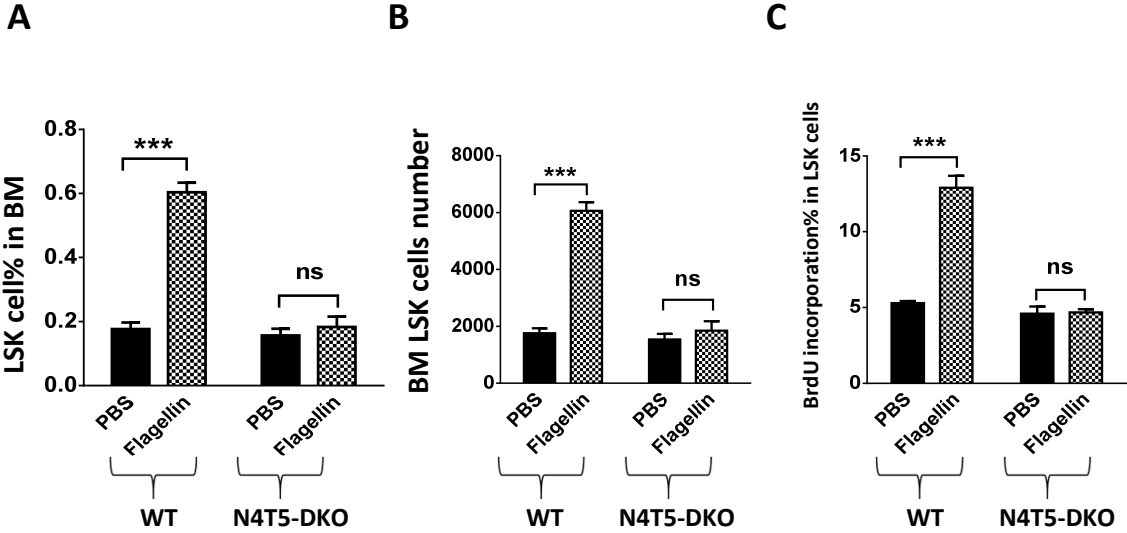 A
LSK cell% in BM
0.8
0.6
0.4
0.2
0.0
***
ns
PBS
Flagellin
PBS
Flagellin
WT
N4T5-DKO
B
BM LSK cells number
8000
6000
4000
2000
0
***
ns
PBS
Flagellin
PBS
Flagellin
WT
N4T5-DKO
C
BrdU incorporation% in LSK cells
15
10
5
0
***
ns
PBS
Flagellin
PBS
Flagellin
WT
N4T5-DKO